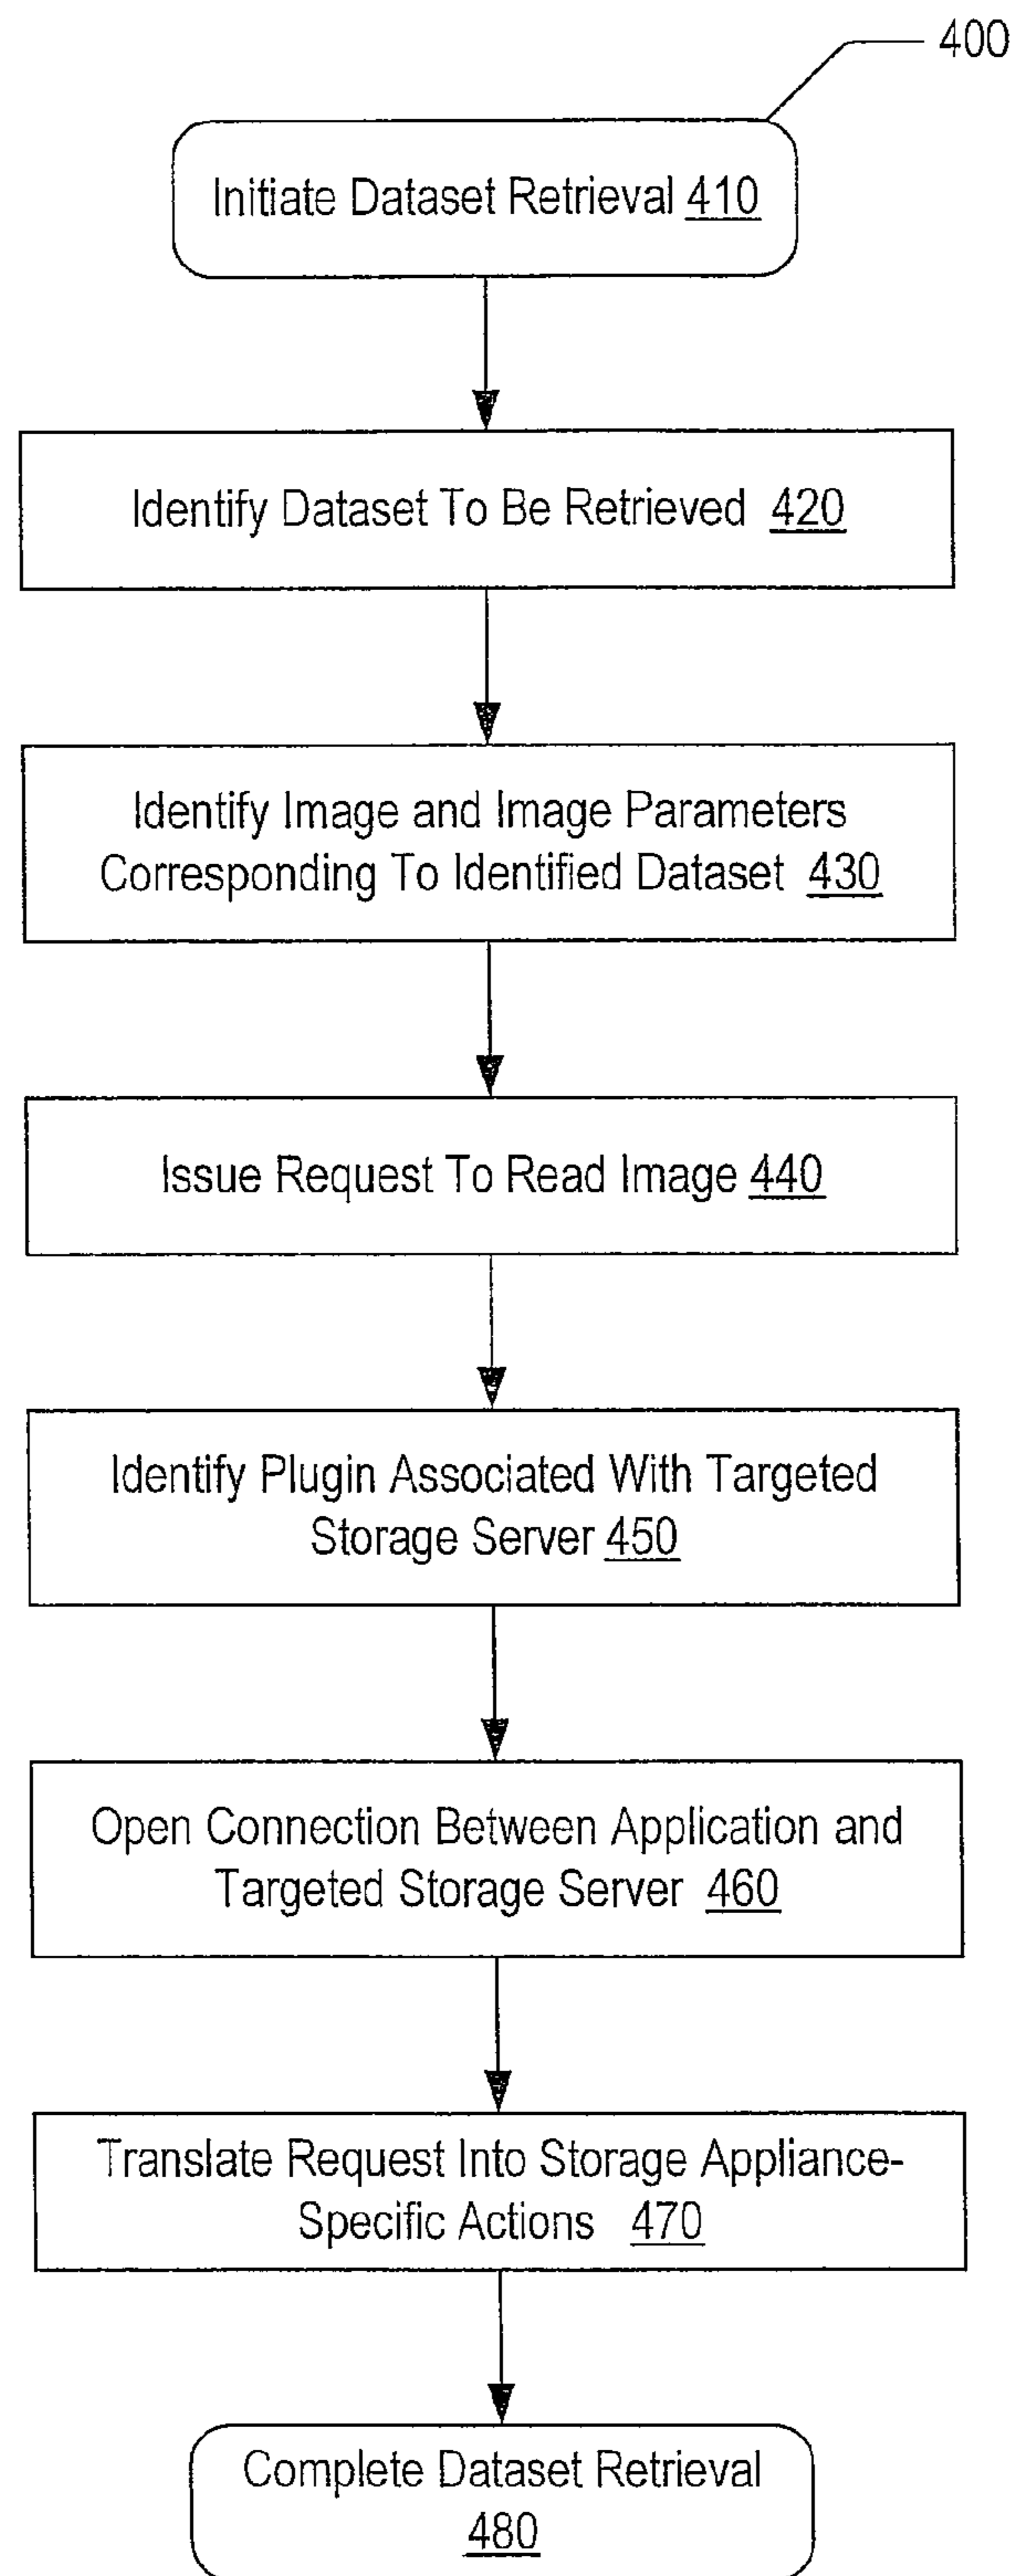 400
Initiate Dataset Retrieval 410
Identify Dataset To Be Retrieved 420
Identify Image and Image Parameters
Corresponding To Identified Dataset 430
Issue Request To Read Image 440
Identify Plugin Associated With Targeted
Storage Server 450
Open Connection Between Application and
Targeted Storage Server 460
Translate Request Into Storage Appliance-
Specific Actions 470
Complete Dataset Retrieval
480